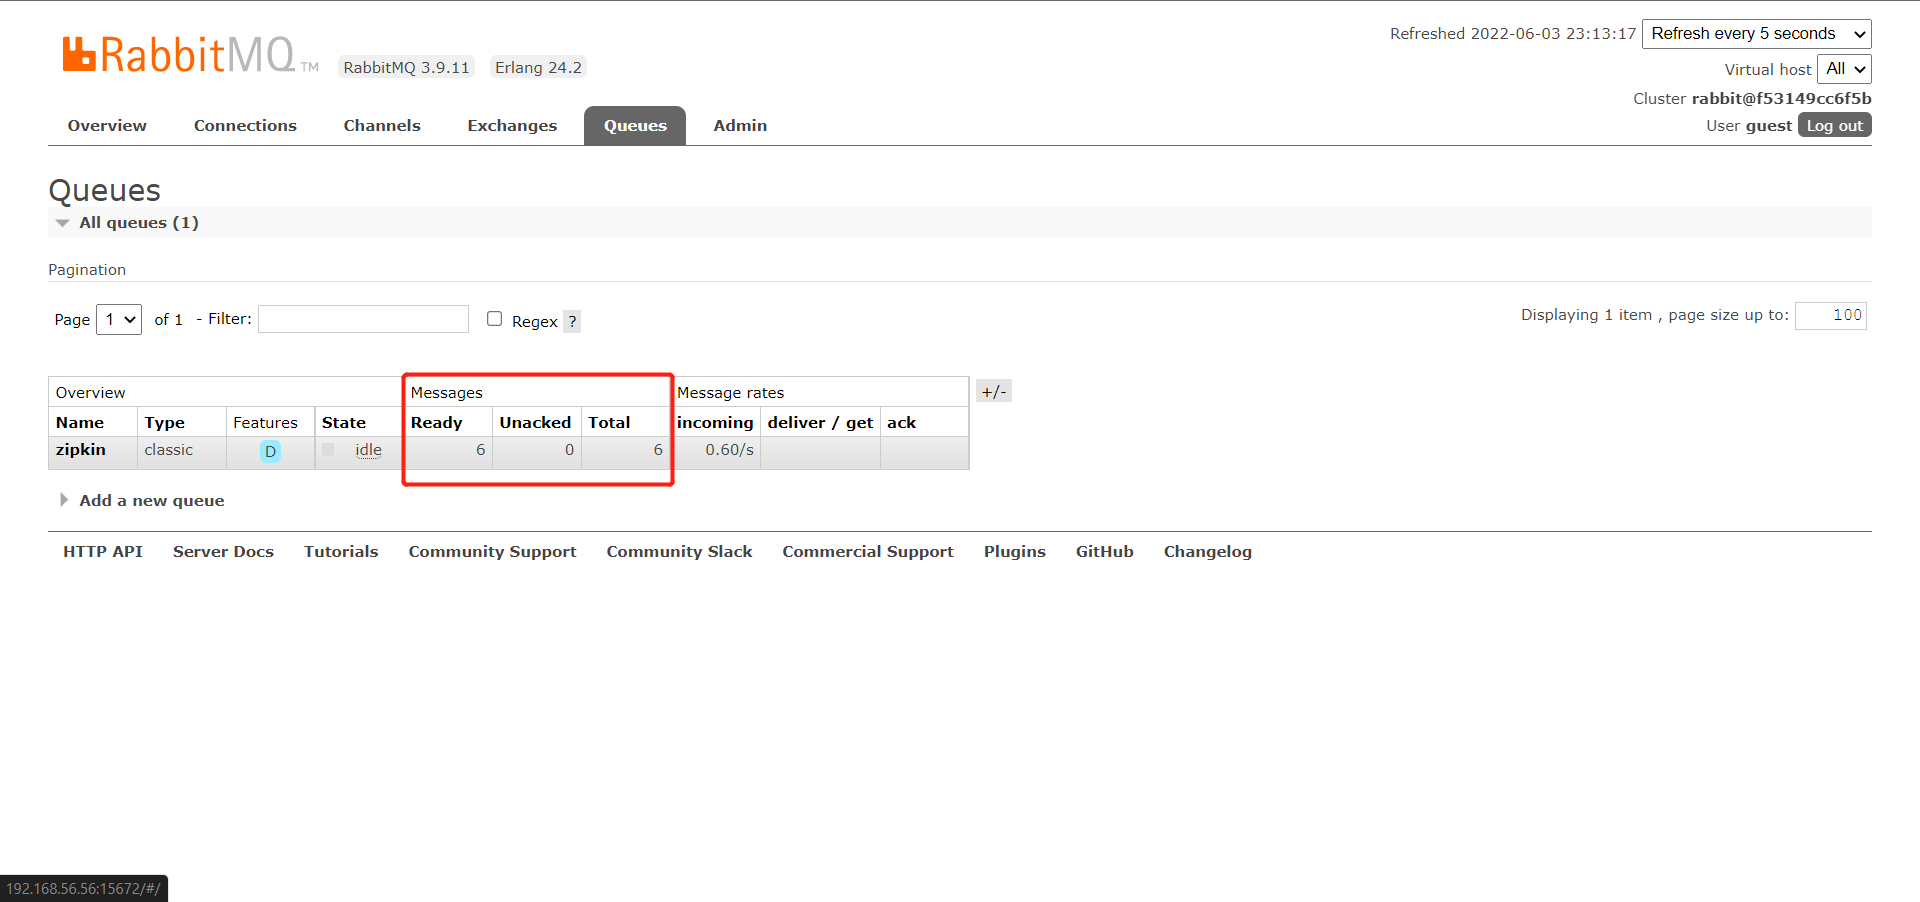 Refreshed 2022-06-03 23:13:17 Refresh every 5 seconds
RabbitMQ TM RabbitMQ 3.9.11 Erlang 24.2
Virtual host All
Cluster rabbit@f53149cc6f5b
User guest Log out
Overview Connections Channels Exchanges Queues Admin
Queues
All queues (1)
Pagination
Page 1 of 1 - Filter: Regex ?
Displaying 1 item , page size up to: 100
Overview Messages Message rates +/-
Name Type Features State Ready Unacked Total incoming deliver / get ack
zipkin classic D idle 6 0 6 0.60/s
Add a new queue
HTTP API Server Docs Tutorials Community Support Community Slack Commercial Support Plugins GitHub Changelog
192.168.56.56:15672/#/